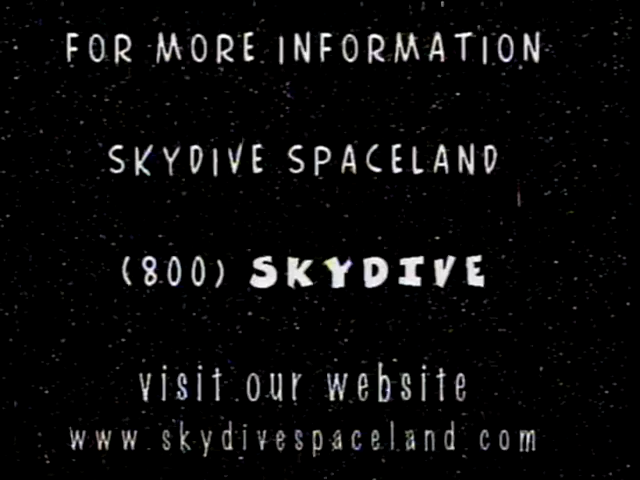 FOR MORE INFORMATION
SKYDIVE SPACELAND
(800) SKYDIVE
visit our website
www.skydivespaceland.com